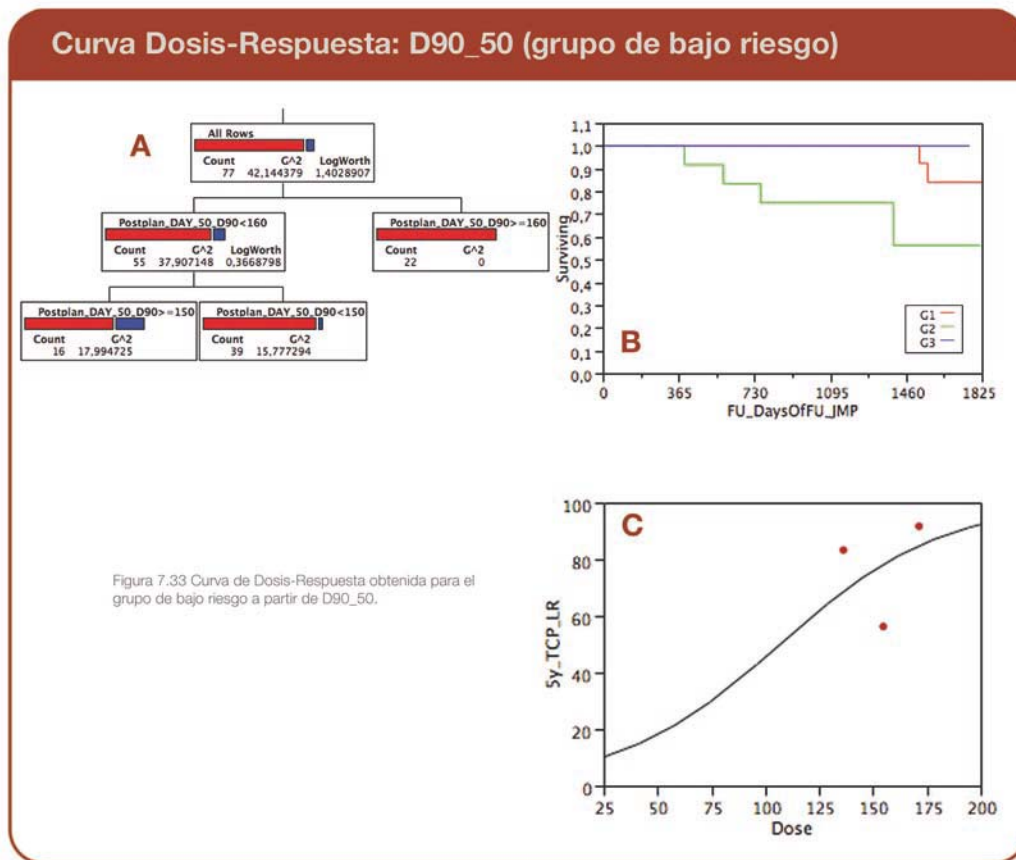 Curva Dosis-Respuesta: D90_50 (grupo de bajo riesgo)
A
All Rows
Count G^2 LogWorth
77 42,144379 1,4028907
Postplan_DAY_50_D90<160
Count G^2 LogWorth
55 37,907148 0,3668798
Postplan_DAY_50_D90>=160
Count G^2
22 0
Postplan_DAY_50_D90>=150
Count G^2
16 17,994725
Postplan_DAY_50_D90<150
Count G^2
39 15,777294
B
Surviving
1,1
1,0
0,9
0,8
0,7
0,6
0,5
0,4
0,3
0,2
0,1
0,0
G1
G2
G3
0 365 730 1095 1460 1825
FU_DaysOfFU_JMP
Figura 7.33 Curva de Dosis-Respuesta obtenida para el
grupo de bajo riesgo a partir de D90_50.
C
5y_TCP_LR
100
80
60
40
20
0
25 50 75 100 125 150 175 200
Dose